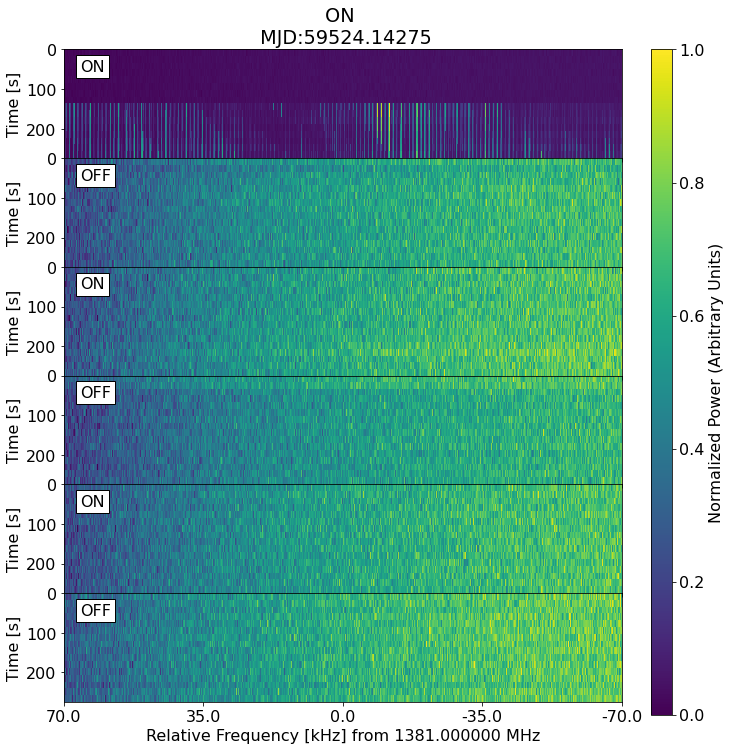 ON
MJD:59524.14275
0
100
200
Time [s]
ON
0
100
200
Time [s]
OFF
0
100
200
Time [s]
ON
0
100
200
Time [s]
OFF
0
100
200
Time [s]
ON
0
100
200
Time [s]
OFF
70.0 35.0 0.0 -35.0 -70.0
Relative Frequency [kHz] from 1381.000000 MHz
1.0
0.8
0.6
0.4
0.2
0.0
Normalized Power (Arbitrary Units)